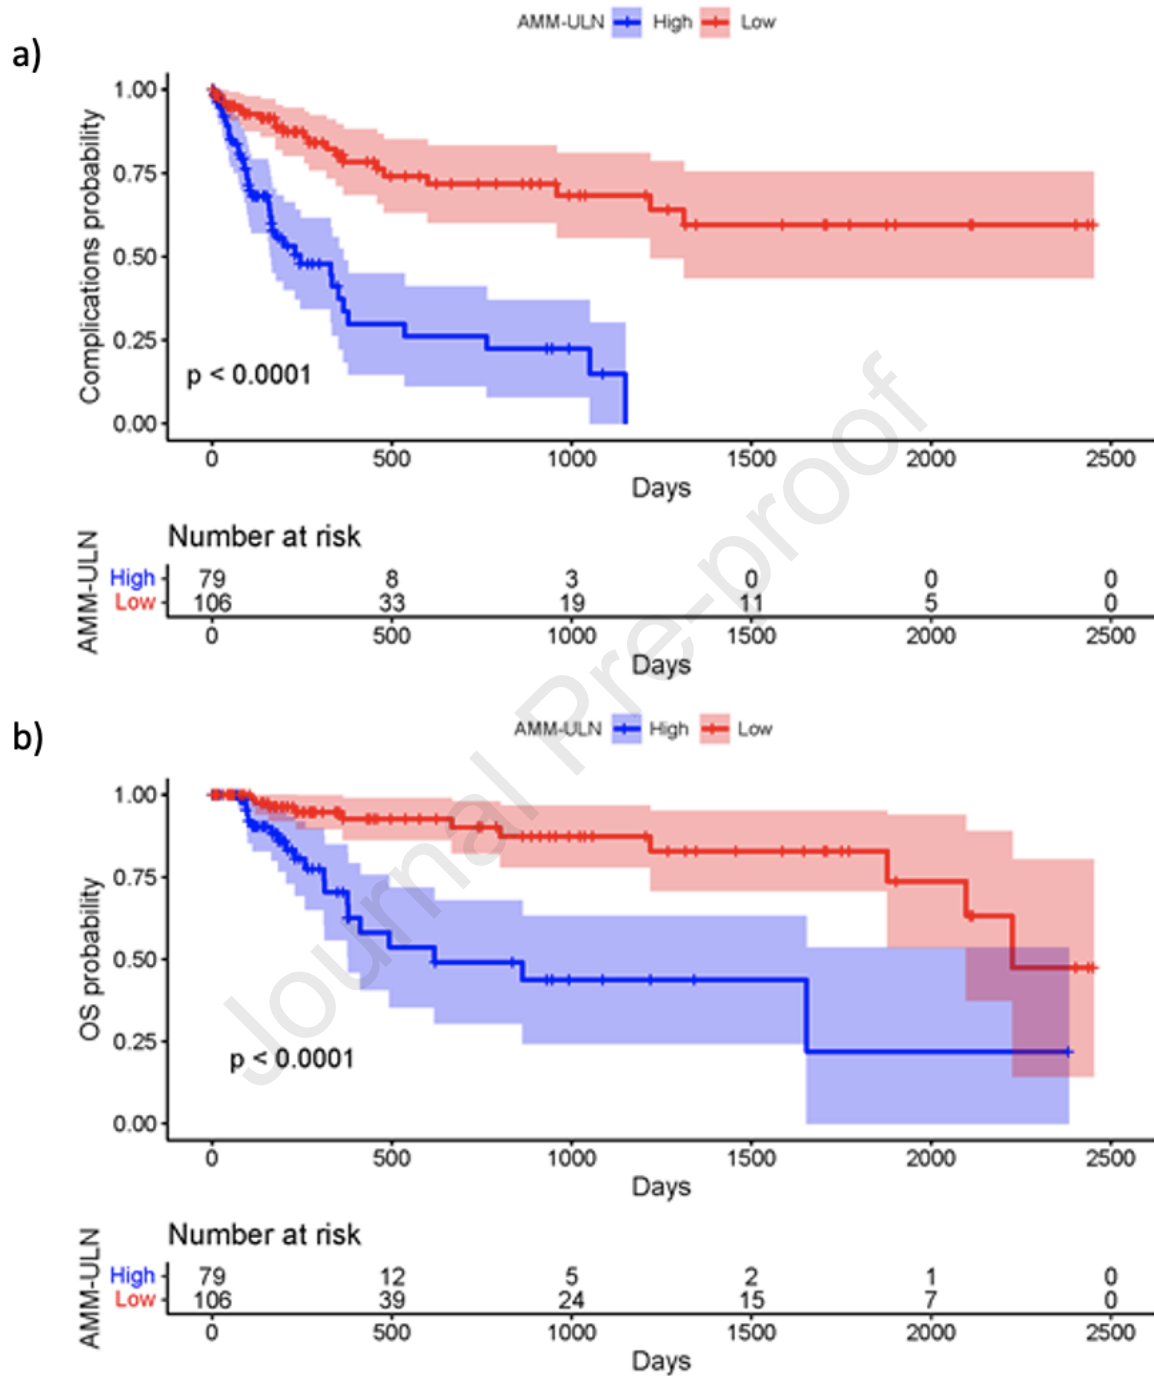 AMM-ULN High Low
a)
1.00
0.75
0.50
0.25
0.00
Complications probability
p < 0.0001
0 500 1000 1500 2000 2500
Days
Number at risk
AMM-ULN
High 79 8 3 0 0 0
Low 106 33 19 11 5 0
0 500 1000 1500 2000 2500
Days
AMM-ULN High Low
b)
1.00
0.75
0.50
0.25
0.00
OS probability
p < 0.0001
0 500 1000 1500 2000 2500
Days
Number at risk
AMM-ULN
High 79 12 5 2 1 0
Low 106 39 24 15 7 0
0 500 1000 1500 2000 2500
Days
Journal Pre-proof